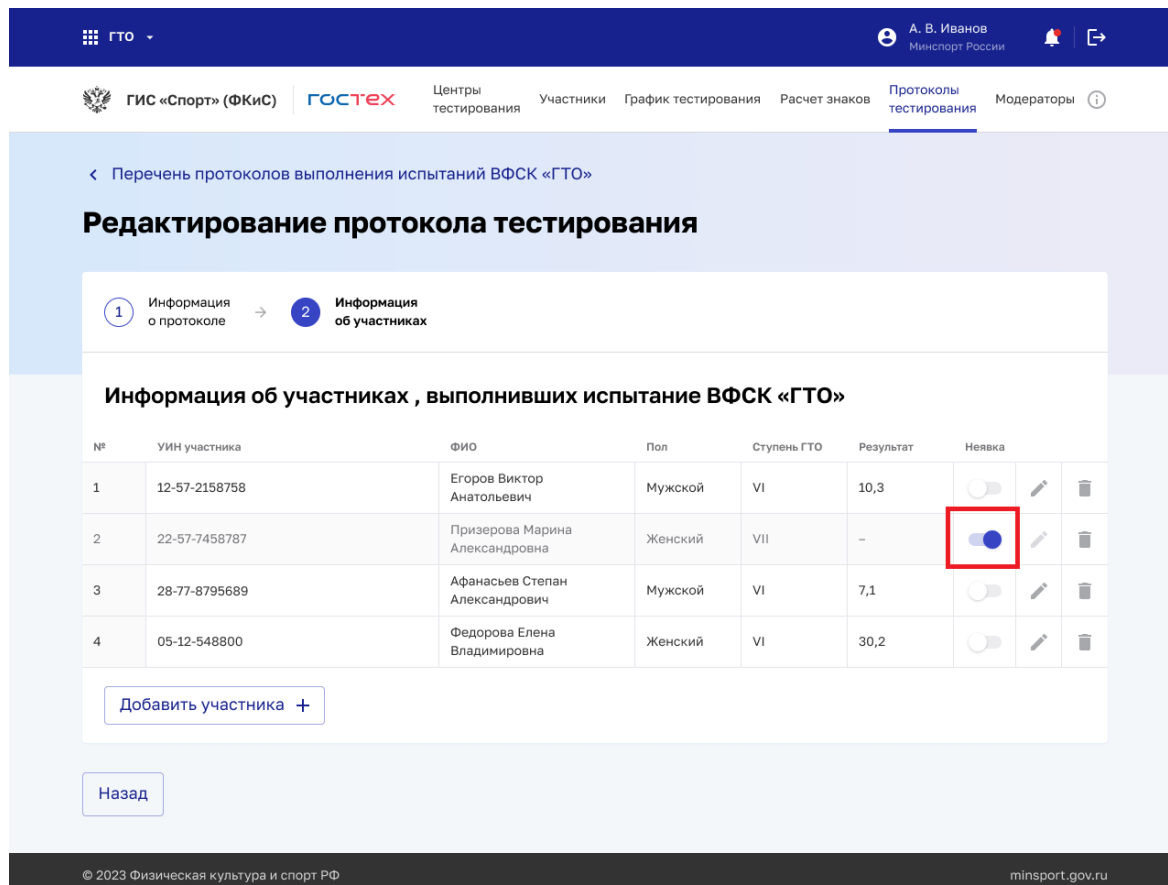 ГТО
А. В. Иванов
Минспорт России
ГИС «Спорт» (ФКиС)
ГОСТЕХ
Центры
тестирования
Участники
График тестирования
Расчет знаков
Протоколы
тестирования
Модераторы
Перечень протоколов выполнения испытаний ВФСК «ГТО»
Редактирование протокола тестирования
1
Информация
о протоколе
2
Информация
об участниках
Информация об участниках , выполнивших испытание ВФСК «ГТО»
№ УИН участника ФИО Пол Ступень ГТО Результат Неявка
1 12-57-2158758 Егоров Виктор Мужской VI 10,3
Анатольевич
2 22-57-7458787 Призерова Марина Женский VII –
Александровна
3 28-77-8795689 Афанасьев Степан Мужской VI 7,1
Александрович
4 05-12-548800 Федорова Елена Женский VI 30,2
Владимировна
Добавить участника +
Назад
© 2023 Физическая культура и спорт РФ
minsport.gov.ru